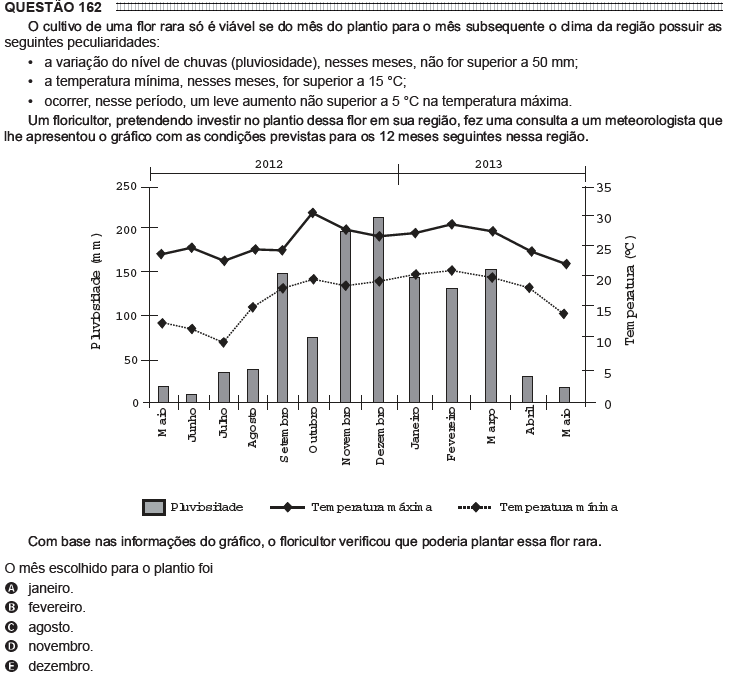 QUESTÃO 162
O cultivo de uma flor rara só é viável se do mês do plantio para o mês subsequente o clima da região possuir as
seguintes peculiaridades:
• a variação do nível de chuvas (pluviosidade), nesses meses, não for superior a 50 mm;
• a temperatura mínima, nesses meses, for superior a 15 °C;
• ocorrer, nesse período, um leve aumento não superior a 5 °C na temperatura máxima.
Um floricultor, pretendendo investir no plantio dessa flor em sua região, fez uma consulta a um meteorologista que
lhe apresentou o gráfico com as condições previstas para os 12 meses seguintes nessa região.
2012 2013
Pluviosidade (mm)
250
200
150
100
50
0
35
30
25
20
15
10
5
0
Temperatura (°C)
Maio
Junho
Julho
Agosto
Setembro
Outubro
Novembro
Dezembro
Janeiro
Fevereiro
Março
Abril
Maio
Pluviosidade Temperatura máxima Temperatura mínima
Com base nas informações do gráfico, o floricultor verificou que poderia plantar essa flor rara.
O mês escolhido para o plantio foi
A janeiro.
B fevereiro.
C agosto.
D novembro.
E dezembro.